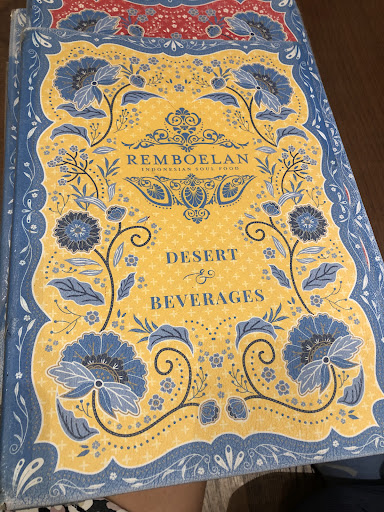 REMBOELAN
INDONESIAN SOUL FOOD
DESERT
&
BEVERAGES